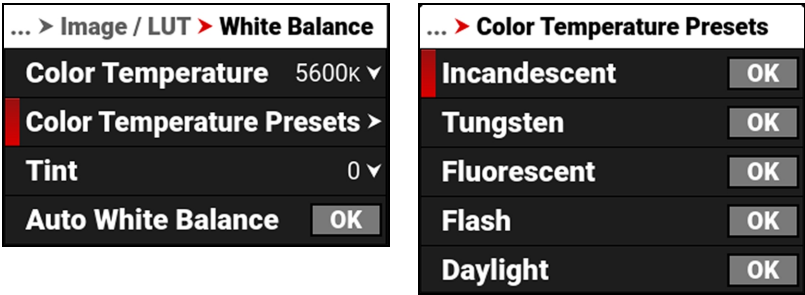 ... > Image / LUT > White Balance
Color Temperature 5600K
Color Temperature Presets >
Tint 0
Auto White Balance OK
... > Color Temperature Presets
Incandescent OK
Tungsten OK
Fluorescent OK
Flash OK
Daylight OK